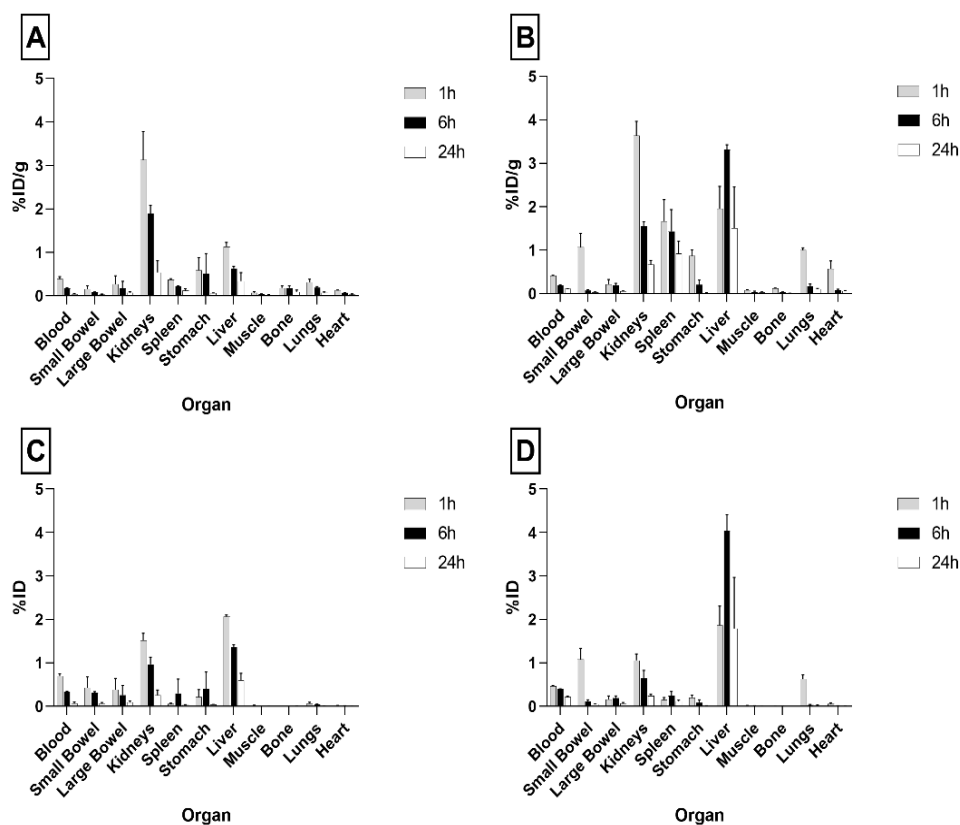 A
%ID/g
5
4
3
2
1
0
1h
6h
24h
Blood
Small Bowel
Large Bowel
Kidneys
Spleen
Stomach
Liver
Muscle
Bone
Lungs
Heart
Organ
B
%ID/g
5
4
3
2
1
0
1h
6h
24h
Blood
Small Bowel
Large Bowel
Kidneys
Spleen
Stomach
Liver
Muscle
Bone
Lungs
Heart
Organ
C
%ID
5
4
3
2
1
0
1h
6h
24h
Blood
Small Bowel
Large Bowel
Kidneys
Spleen
Stomach
Liver
Muscle
Bone
Lungs
Heart
Organ
D
%ID
5
4
3
2
1
0
1h
6h
24h
Blood
Small Bowel
Large Bowel
Kidneys
Spleen
Stomach
Liver
Muscle
Bone
Lungs
Heart
Organ